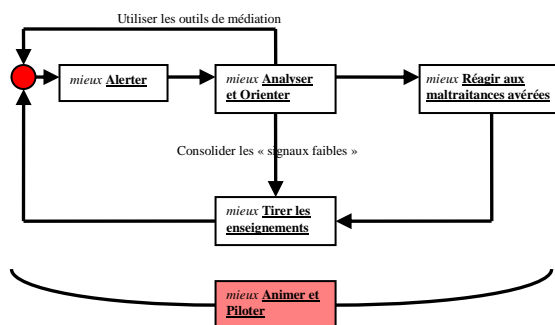 Utiliser les outils de médiation
mieux Alerter
mieux Analyser
et Orienter
mieux Réagir aux
maltraitances avérées
Consolider les « signaux faibles »
mieux Tirer les
enseignements
mieux Animer et
Piloter